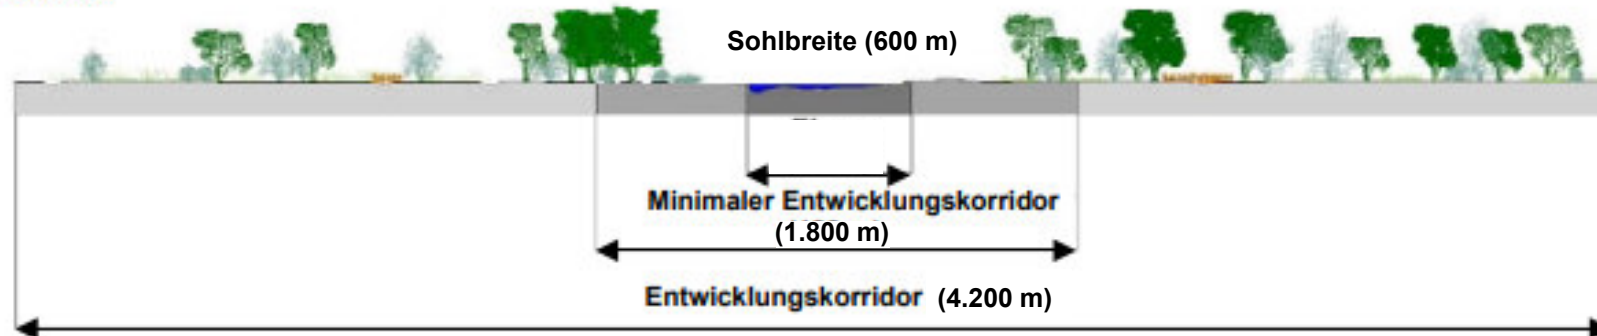 Sohlbreite (600 m)
Minimaler Entwicklungskorridor
(1.800 m)
Entwicklungskorridor (4.200 m)